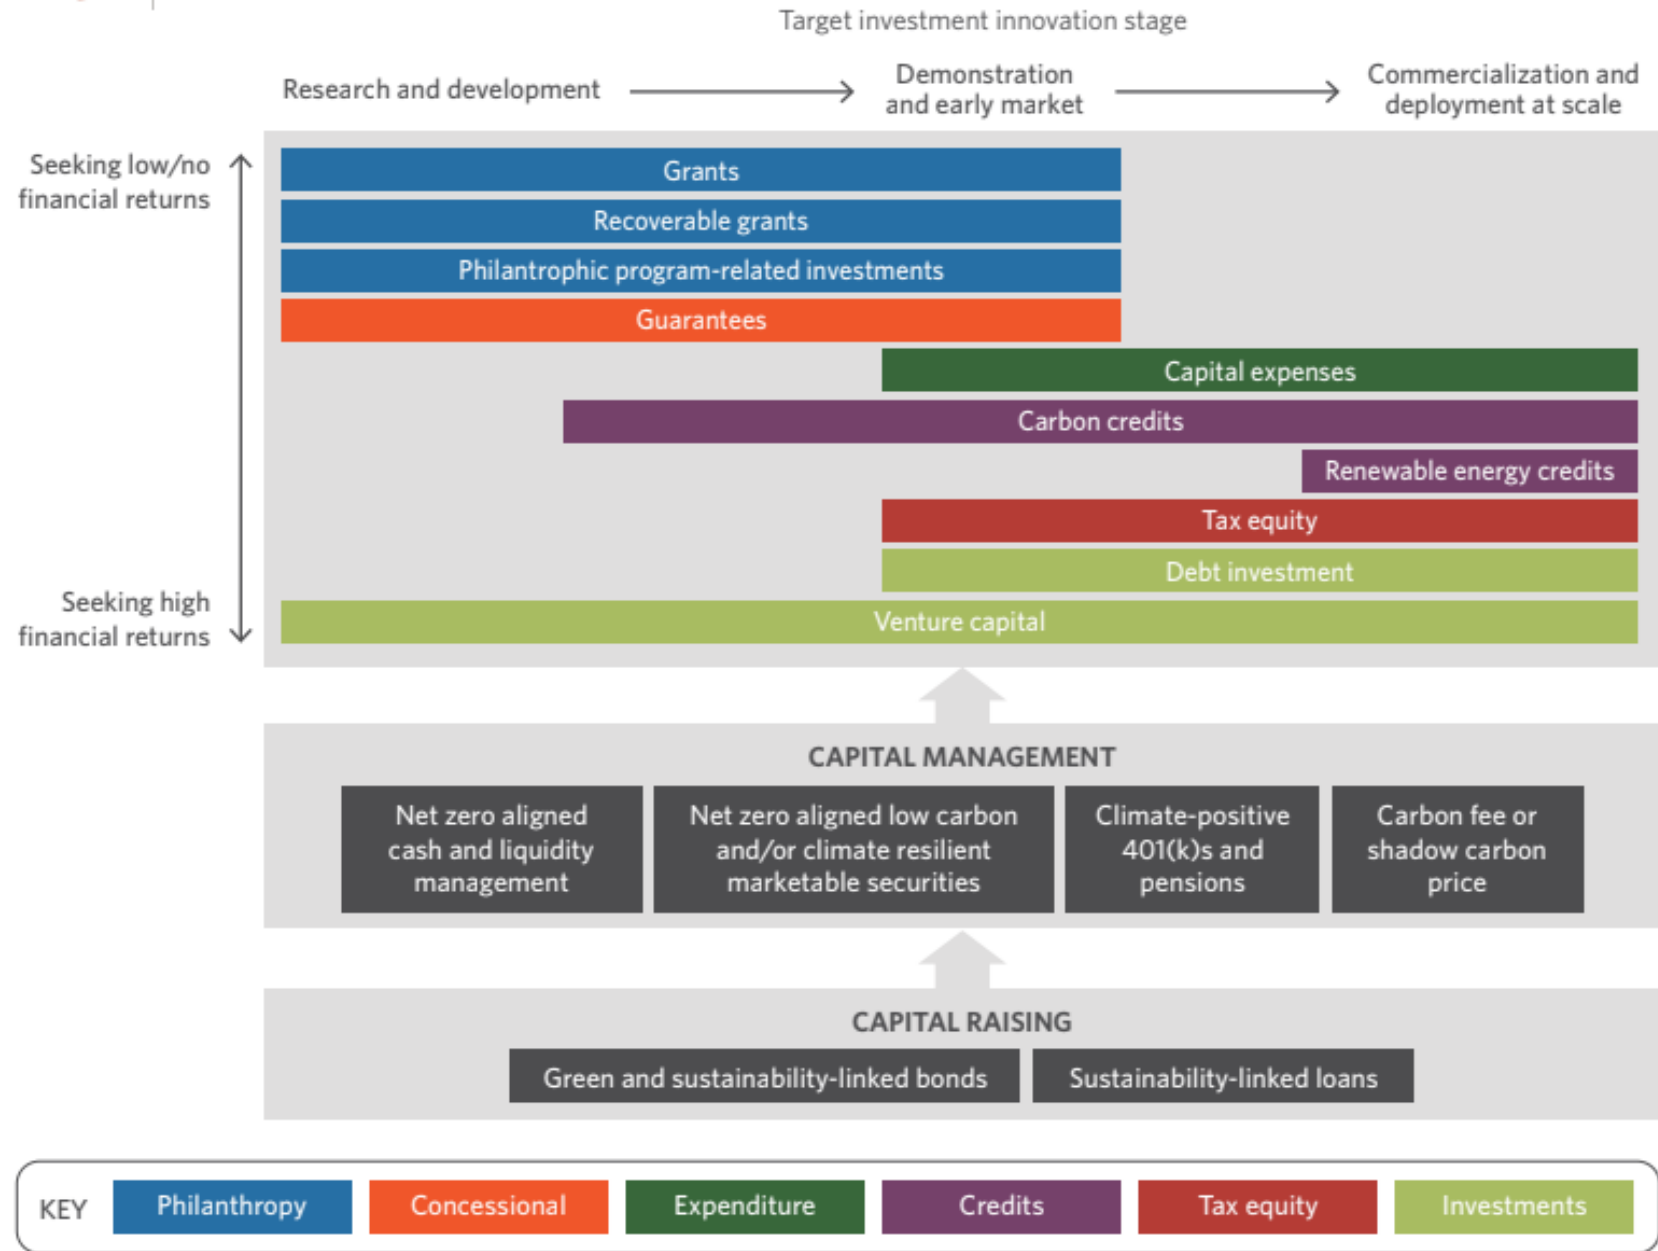 Target investment innovation stage
Research and development
Demonstration
and early market
Commercialization and
deployment at scale
Seeking low/no
financial returns
Grants
Recoverable grants
Philantrophic program-related investments
Guarantees
Capital expenses
Carbon credits
Renewable energy credits
Tax equity
Debt investment
Seeking high
financial returns
Venture capital
CAPITAL MANAGEMENT
Net zero aligned
cash and liquidity
management
Net zero aligned low carbon
and/or climate resilient
marketable securities
Climate-positive
401(k)s and
pensions
Carbon fee or
shadow carbon
price
CAPITAL RAISING
Green and sustainability-linked bonds
Sustainability-linked loans
KEY
Philanthropy
Concessional
Expenditure
Credits
Tax equity
Investments